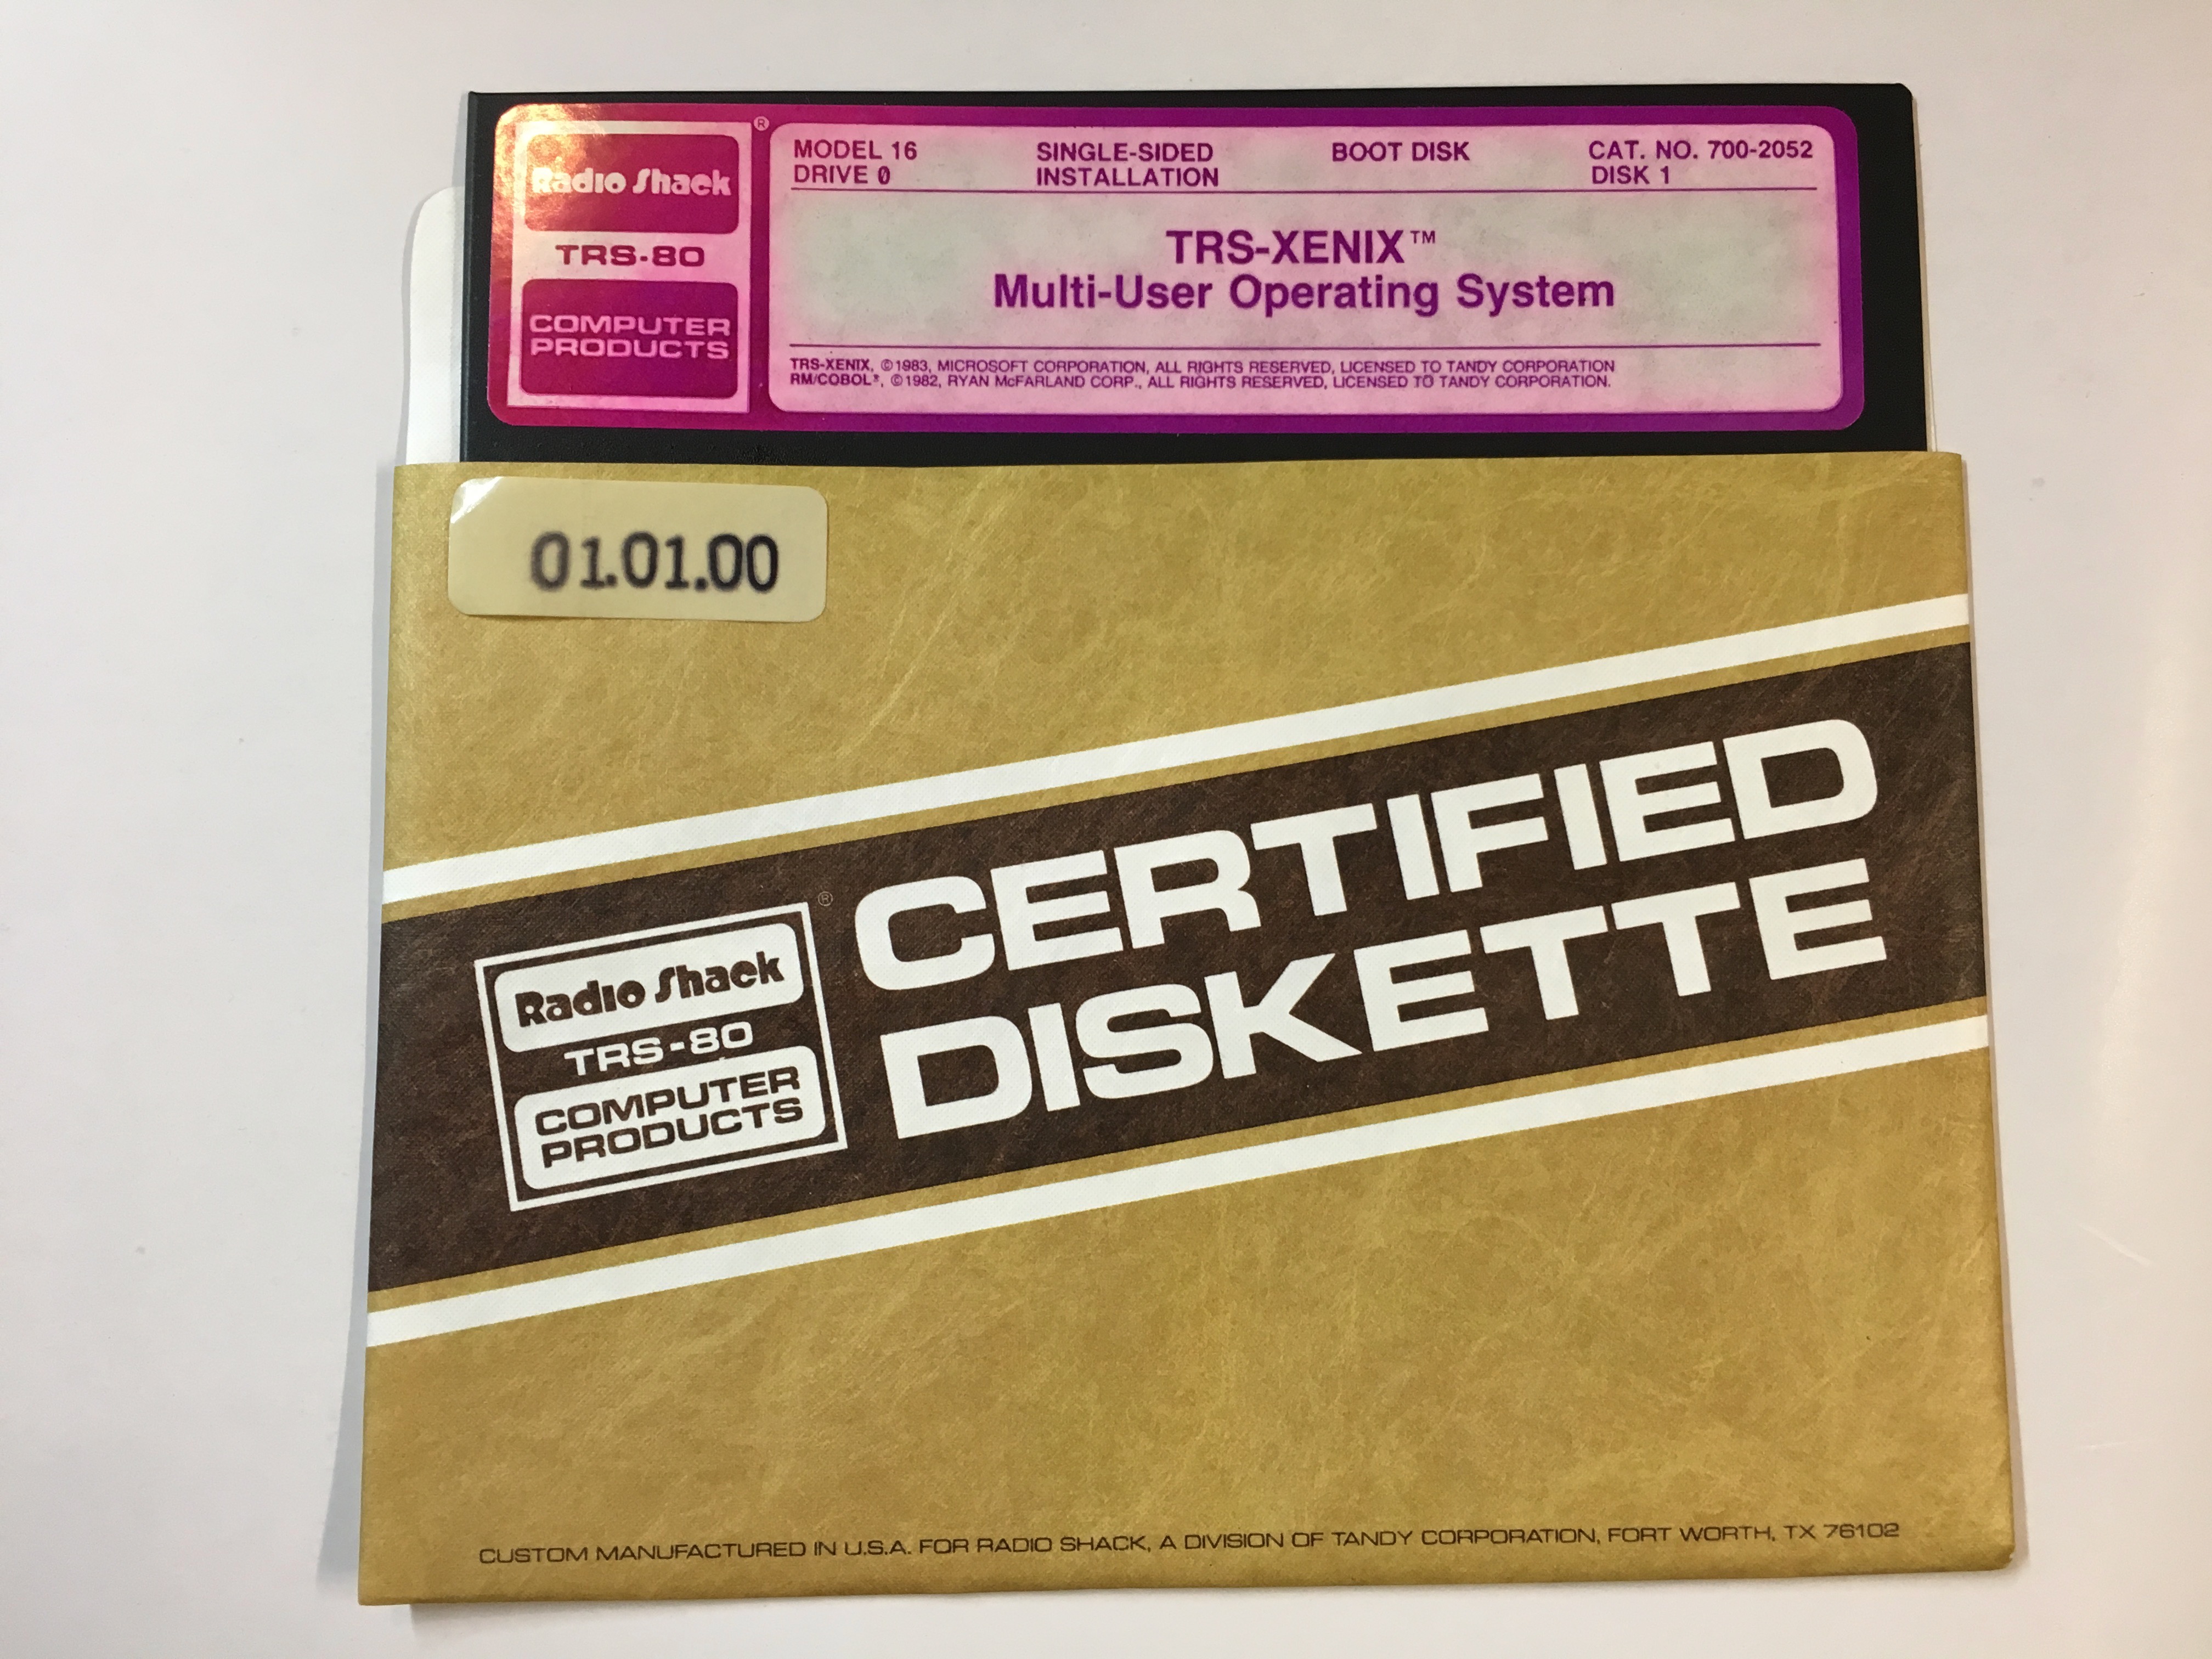 Radio Shack ®
TRS-80
COMPUTER
PRODUCTS
MODEL 16 SINGLE-SIDED BOOT DISK CAT. NO. 700-2052
DRIVE 0 INSTALLATION DISK 1
TRS-XENIX™
Multi-User Operating System
TRS-XENIX, ©1983, MICROSOFT CORPORATION, ALL RIGHTS RESERVED, LICENSED TO TANDY CORPORATION
RM/COBOL*, ©1982, RYAN McFARLAND CORP., ALL RIGHTS RESERVED, LICENSED TO TANDY CORPORATION.
01.01.00
Radio Shack ®
TRS-80
COMPUTER
PRODUCTS
CERTIFIED
DISKETTE
CUSTOM MANUFACTURED IN U.S.A. FOR RADIO SHACK, A DIVISION OF TANDY CORPORATION, FORT WORTH, TX 76102